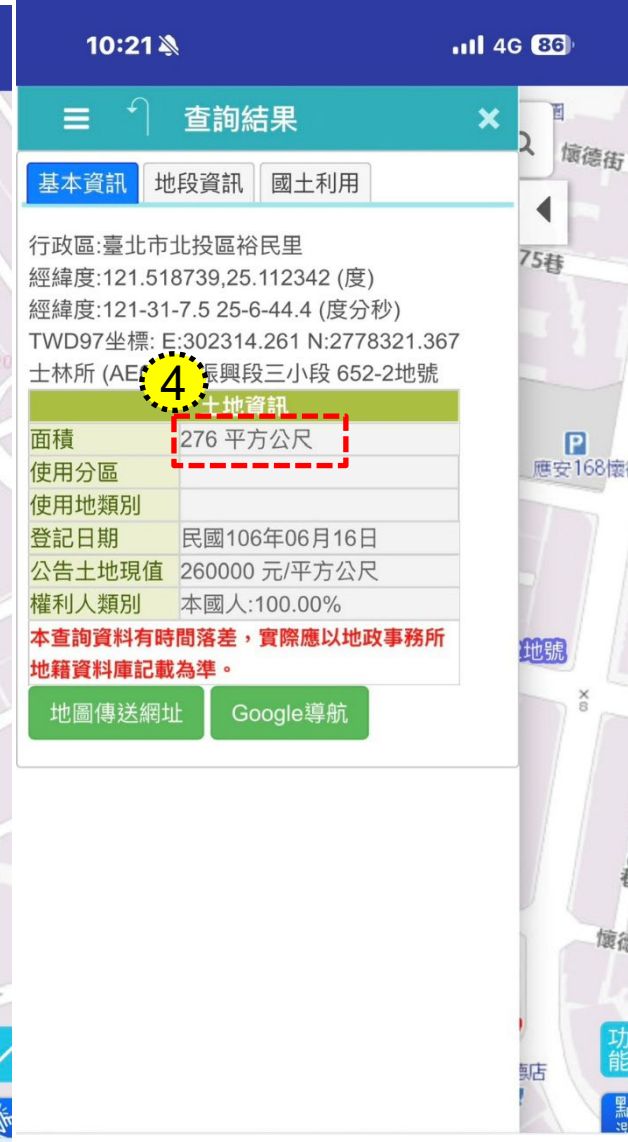 10:21
4G 86
查詢結果
基本資訊 地段資訊 國土利用
行政區:臺北市北投區裕民里
經緯度:121.518739,25.112342 (度)
經緯度:121-31-7.5 25-6-44.4 (度分秒)
TWD97坐標: E:302314.261 N:2778321.367
士林所 (AE 振興段三小段 652-2地號
4
土地資訊
面積 276 平方公尺
使用分區
使用地類別
登記日期 民國106年06月16日
公告土地現值 260000 元/平方公尺
權利人類別 本國人:100.00%
本查詢資料有時間落差，實際應以地政事務所
地籍資料庫記載為準。
地圖傳送網址 Google導航
懷德街
75巷
P
應安168懷
地號
懷德
德店
功能
點選